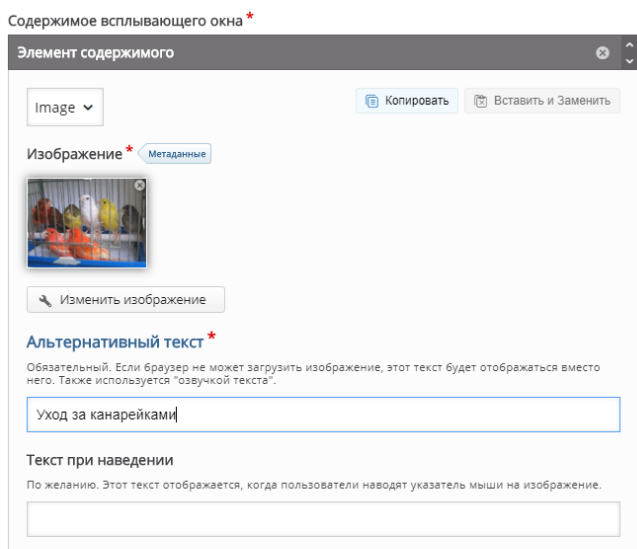 Содержимое всплывающего окна *
Элемент содержимого
Image
Копировать
Вставить и Заменить
Изображение * Метаданные
Изменить изображение
Альтернативный текст *
Обязательный. Если браузер не может загрузить изображение, этот текст будет отображаться вместо
него. Также используется "озвучкой текста".
Уход за канарейками
Текст при наведении
По желанию. Этот текст отображается, когда пользователи наводят указатель мыши на изображение.